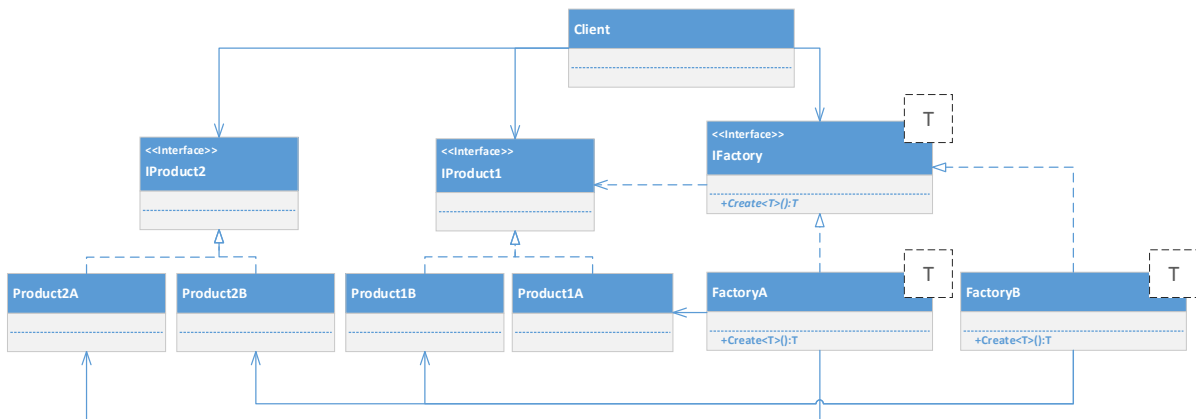 Client
T
<<Interface>>
IProduct2
<<Interface>>
IProduct1
<<Interface>>
IFactory
+Create<T>():T
Product2A
Product2B
Product1B
Product1A
FactoryA
T
+Create<T>():T
FactoryB
T
+Create<T>():T